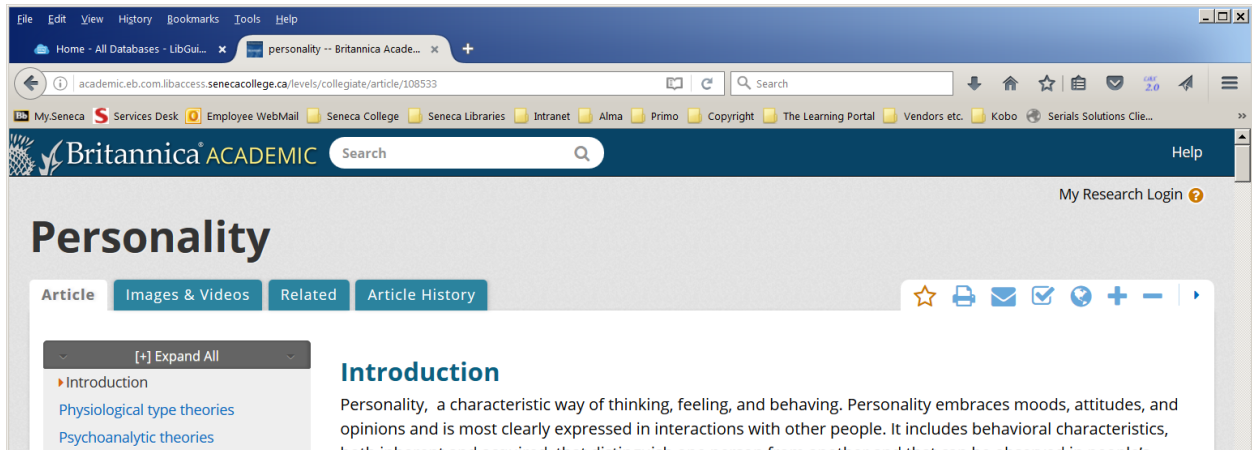 File Edit View History Bookmarks Tools Help
Home - All Databases - LibGui... × personality -- Britannica Acade... × +
academic.eb.com.libaccess.senecacollege.ca/levels/collegiate/article/108533 Search
Bb My.Seneca S Services Desk O Employee WebMail Seneca College Seneca Libraries Intranet Alma Primo Copyright The Learning Portal Vendors etc. Kobo Serials Solutions Clie... »
Britannica® ACADEMIC Search Help
My Research Login ?
Personality
Article Images & Videos Related Article History
[+] Expand All
Introduction
Physiological type theories
Psychoanalytic theories
Introduction
Personality, a characteristic way of thinking, feeling, and behaving. Personality embraces moods, attitudes, and
opinions and is most clearly expressed in interactions with other people. It includes behavioral characteristics,